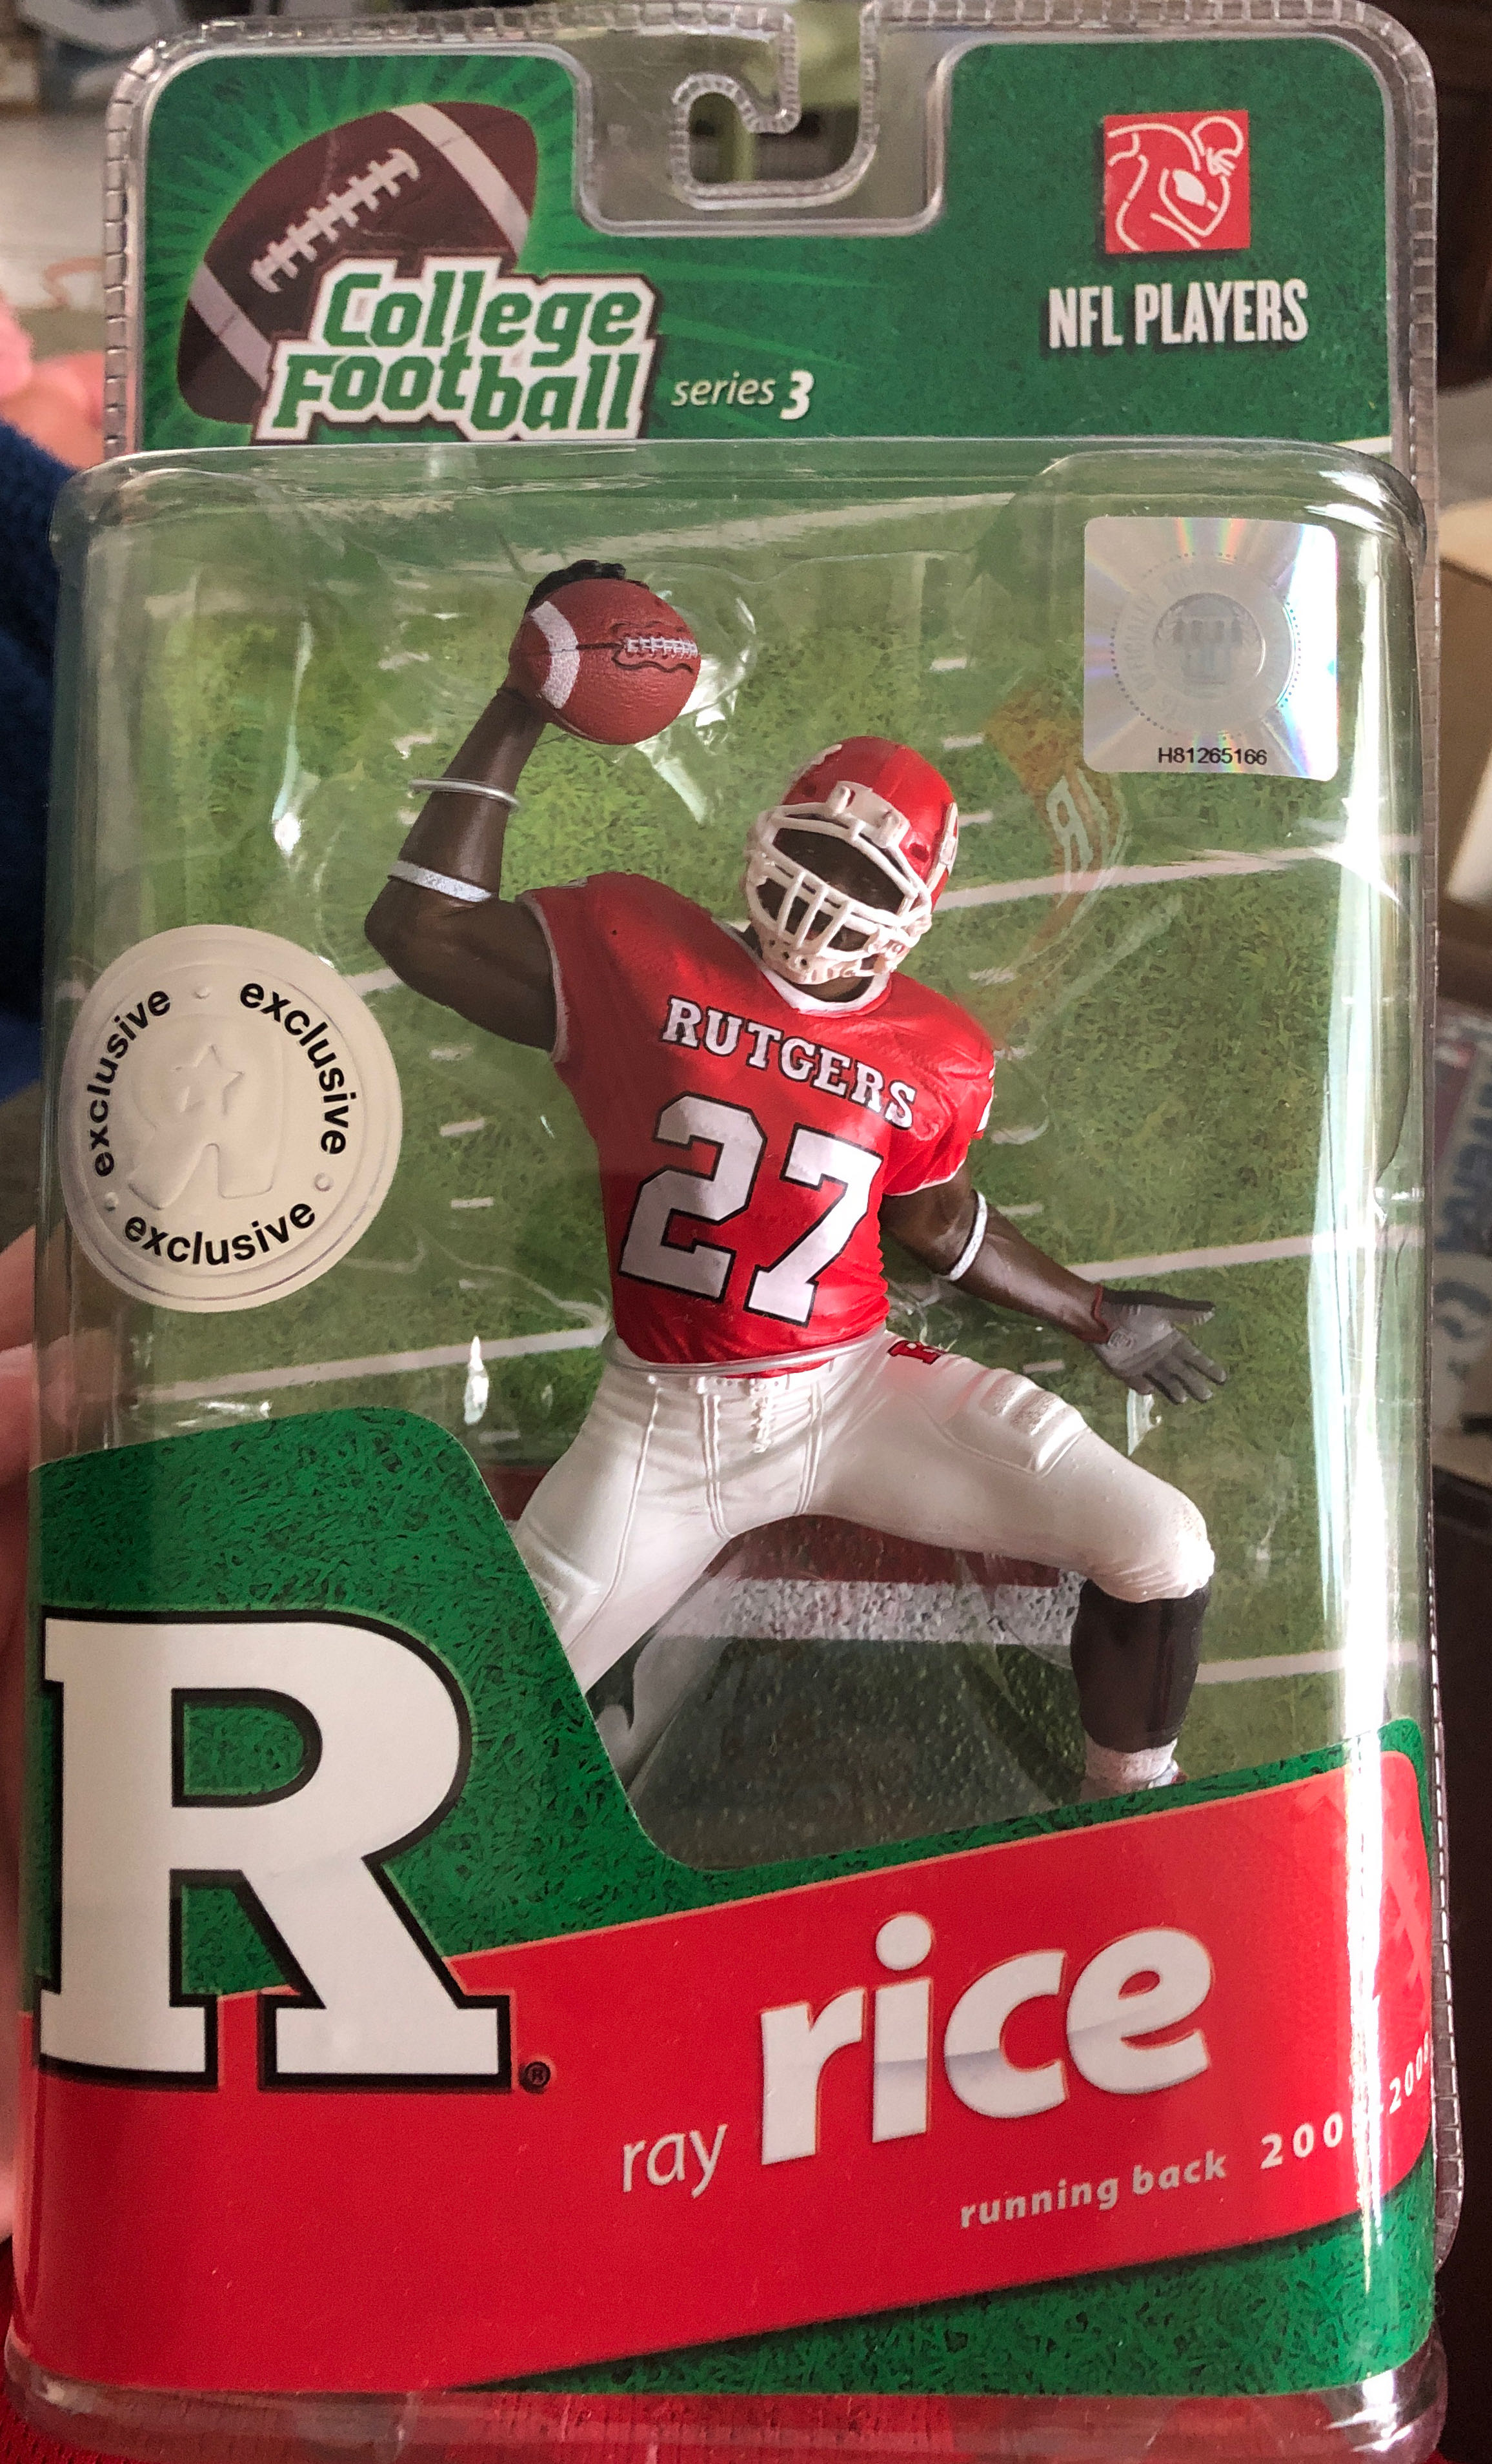 College
Football
series 3
NFL PLAYERS
H81265166
exclusive · exclusive · exclusive
R
RUTGERS
27
R
R®
ray rice
running back